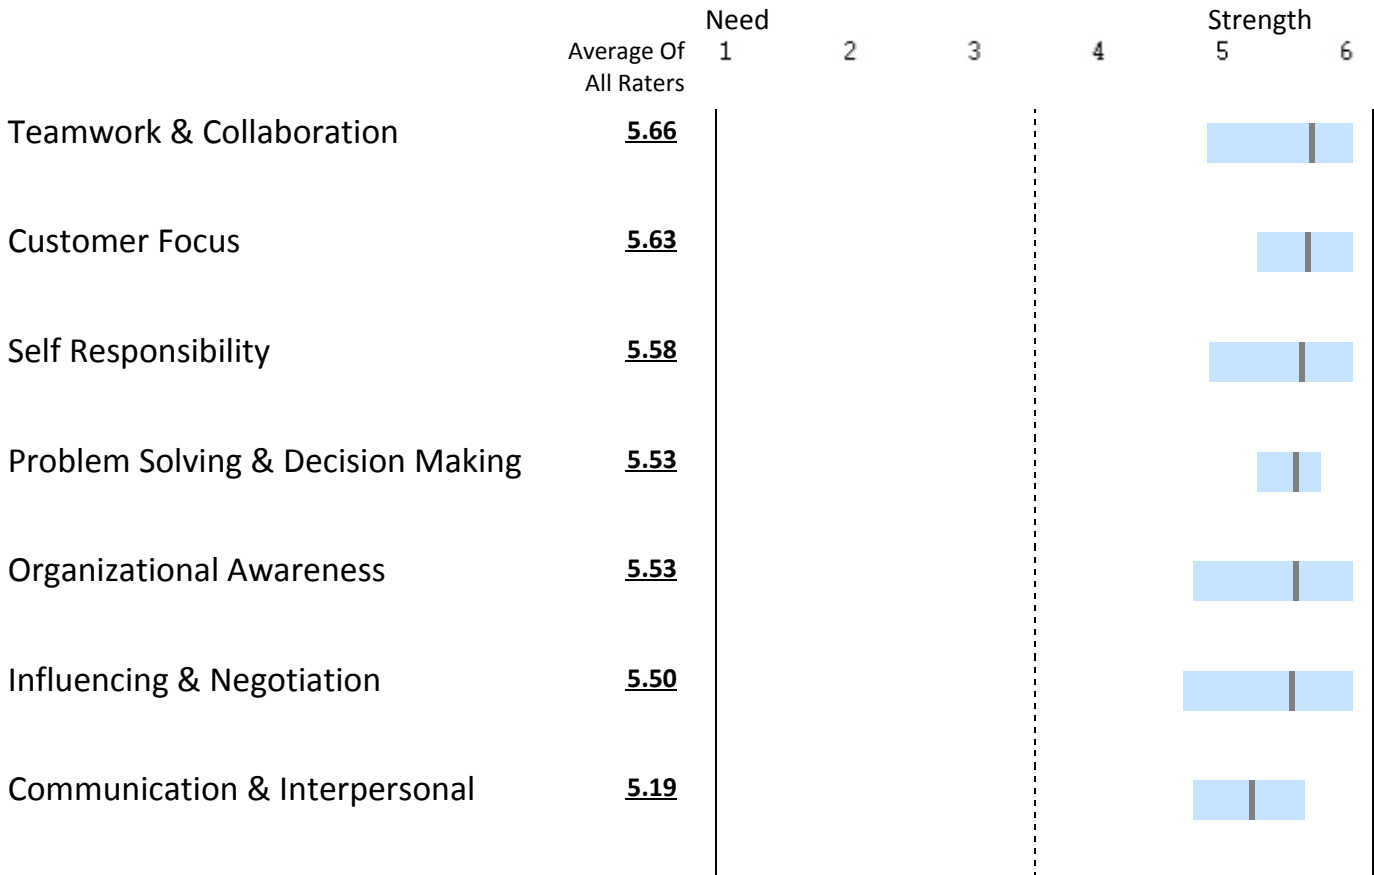 Need Strength
Average Of 1 2 3 4 5 6
All Raters
Teamwork & Collaboration 5.66
Customer Focus 5.63
Self Responsibility 5.58
Problem Solving & Decision Making 5.53
Organizational Awareness 5.53
Influencing & Negotiation 5.50
Communication & Interpersonal 5.19